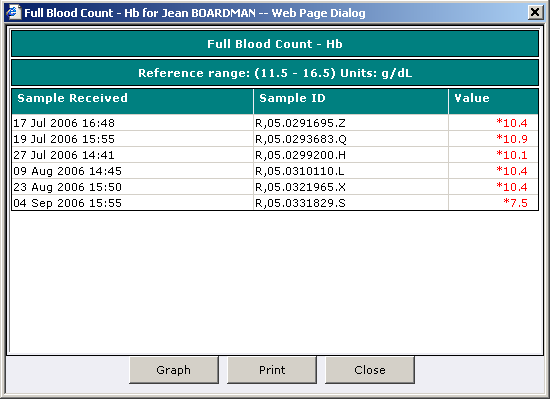 Full Blood Count - Hb for Jean BOARDMAN -- Web Page Dialog
Full Blood Count - Hb
Reference range: (11.5 - 16.5) Units: g/dL
Sample Received Sample ID Value
17 Jul 2006 16:48 R,05.0291695.Z *10.4
19 Jul 2006 15:55 R,05.0293683.Q *10.9
27 Jul 2006 14:41 R,05.0299200.H *10.1
09 Aug 2006 14:45 R,05.0310110.L *10.4
23 Aug 2006 15:50 R,05.0321965.X *10.4
04 Sep 2006 15:55 R,05.0331829.S *7.5
Graph Print Close